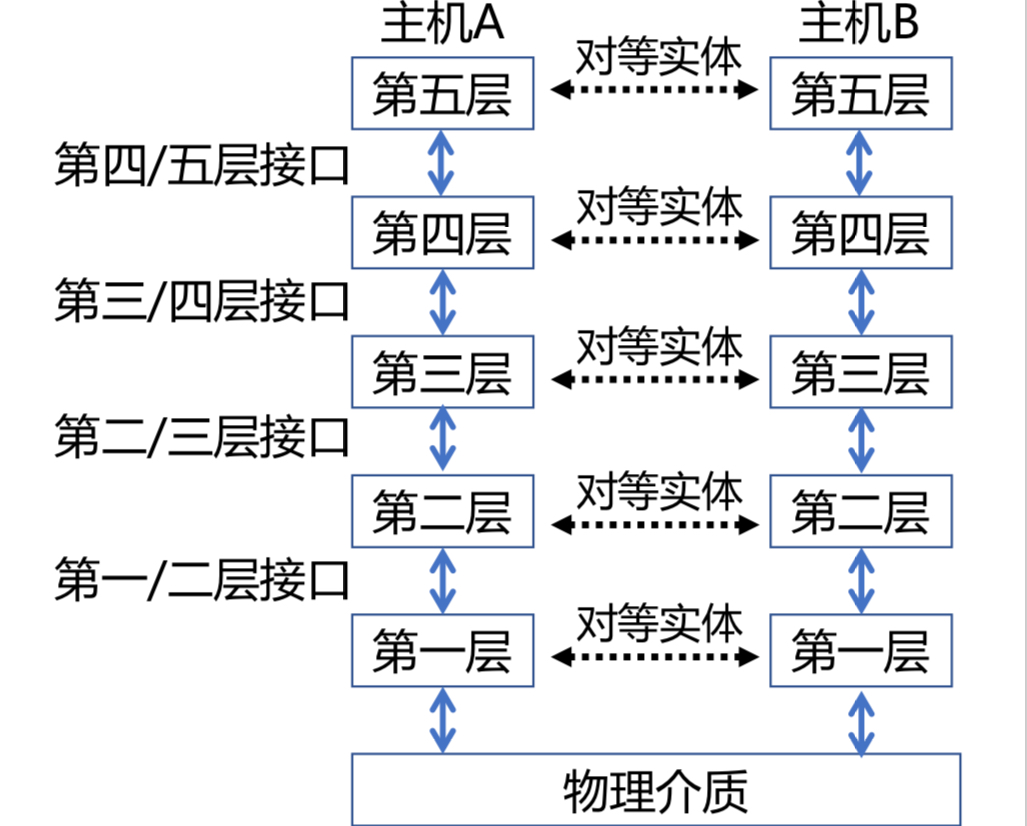 主机A 主机B
对等实体
第五层 第五层
第四/五层接口
对等实体
第四层 第四层
第三/四层接口
对等实体
第三层 第三层
第二/三层接口
对等实体
第二层 第二层
第一/二层接口
对等实体
第一层 第一层
物理介质